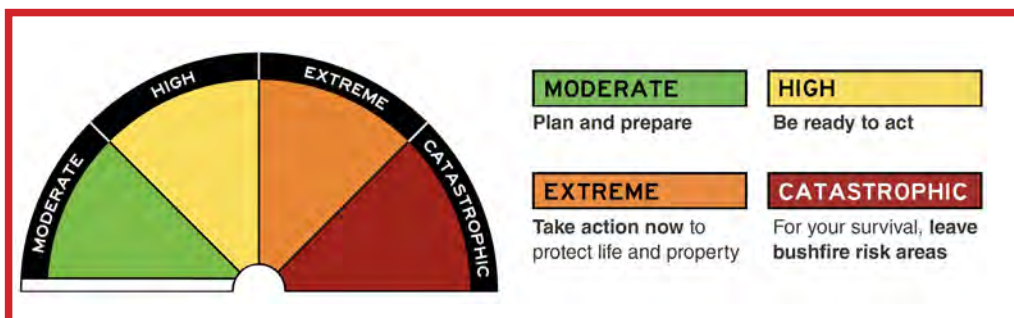 MODERATE
HIGH
EXTREME
CATASTROPHIC
MODERATE
Plan and prepare
HIGH
Be ready to act
EXTREME
Take action now to
protect life and property
CATASTROPHIC
For your survival, leave
bushfire risk areas